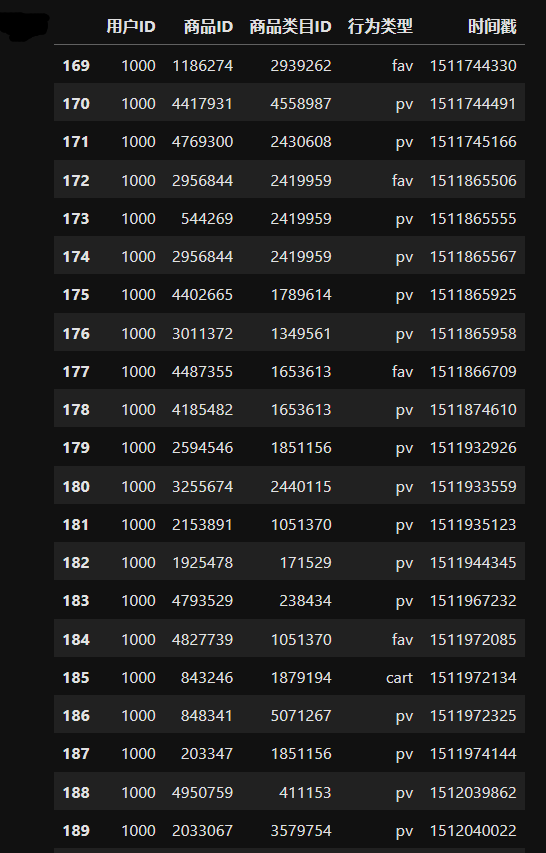 用户ID 商品ID 商品类目ID 行为类型 时间戳
169 1000 1186274 2939262 fav 1511744330
170 1000 4417931 4558987 pv 1511744491
171 1000 4769300 2430608 pv 1511745166
172 1000 2956844 2419959 fav 1511865506
173 1000 544269 2419959 pv 1511865555
174 1000 2956844 2419959 pv 1511865567
175 1000 4402665 1789614 pv 1511865925
176 1000 3011372 1349561 pv 1511865958
177 1000 4487355 1653613 fav 1511866709
178 1000 4185482 1653613 pv 1511874610
179 1000 2594546 1851156 pv 1511932926
180 1000 3255674 2440115 pv 1511933559
181 1000 2153891 1051370 pv 1511935123
182 1000 1925478 171529 pv 1511944345
183 1000 4793529 238434 pv 1511967232
184 1000 4827739 1051370 fav 1511972085
185 1000 843246 1879194 cart 1511972134
186 1000 848341 5071267 pv 1511972325
187 1000 203347 1851156 pv 1511974144
188 1000 4950759 411153 pv 1512039862
189 1000 2033067 3579754 pv 1512040022